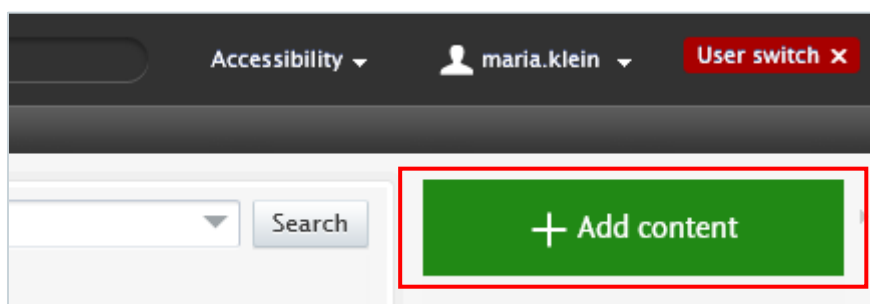 Accessibility maria.klein User switch ×
Search + Add content